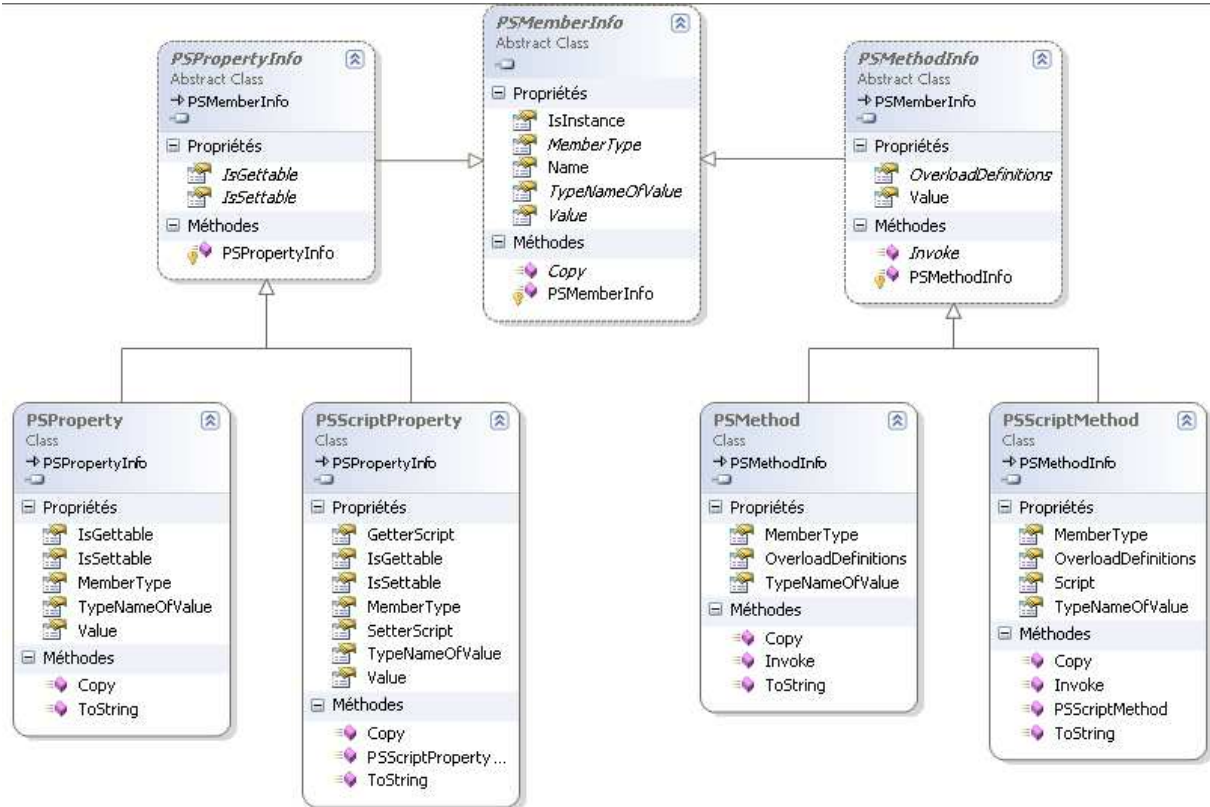 PSPropertyInfo
Abstract Class
PSMemberInfo
Propriétés
IsGettable
IsSettable
Méthodes
PSPropertyInfo
PSMemberInfo
Abstract Class
Propriétés
IsInstance
MemberType
Name
TypeNameOfValue
Value
Méthodes
Copy
PSMemberInfo
PSMethodInfo
Abstract Class
PSMemberInfo
Propriétés
OverloadDefinitions
Value
Méthodes
Invoke
PSMethodInfo
PSProperty
Class
PSPropertyInfo
Propriétés
IsGettable
IsSettable
MemberType
TypeNameOfValue
Value
Méthodes
Copy
ToString
PSScriptProperty
Class
PSPropertyInfo
Propriétés
GetterScript
IsGettable
IsSettable
MemberType
SetterScript
TypeNameOfValue
Value
Méthodes
Copy
PSScriptProperty ...
ToString
PSMethod
Class
PSMethodInfo
Propriétés
MemberType
OverloadDefinitions
TypeNameOfValue
Méthodes
Copy
Invoke
ToString
PSScriptMethod
Class
PSMethodInfo
Propriétés
MemberType
OverloadDefinitions
Script
TypeNameOfValue
Méthodes
Copy
Invoke
PSScriptMethod
ToString